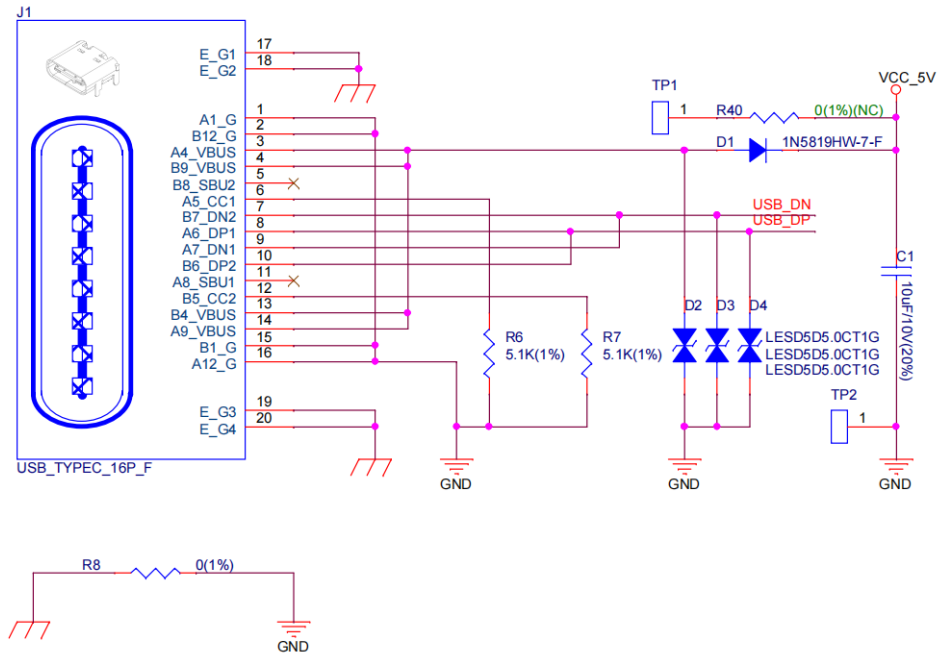 J1
E_G1 17
E_G2 18
A1_G 1
B12_G 2
A4_VBUS 3
B9_VBUS 4
B8_SBU2 5
A5_CC1 6
B7_DN2 7
A6_DP1 8
A7_DN1 9
B6_DP2 10
A8_SBU1 11
B5_CC2 12
B4_VBUS 13
A9_VBUS 14
B1_G 15
A12_G 16
E_G3 19
E_G4 20
USB_TYPEC_16P_F
TP1
1
R40 0(1%)(NC)
VCC_5V
D1 1N5819HW-7-F
USB_DN
USB_DP
C1
10uF/10V(20%)
D2 D3 D4
LESD5D5.0CT1G
LESD5D5.0CT1G
LESD5D5.0CT1G
R6
5.1K(1%)
R7
5.1K(1%)
TP2
1
GND
GND
GND
R8 0(1%)
GND